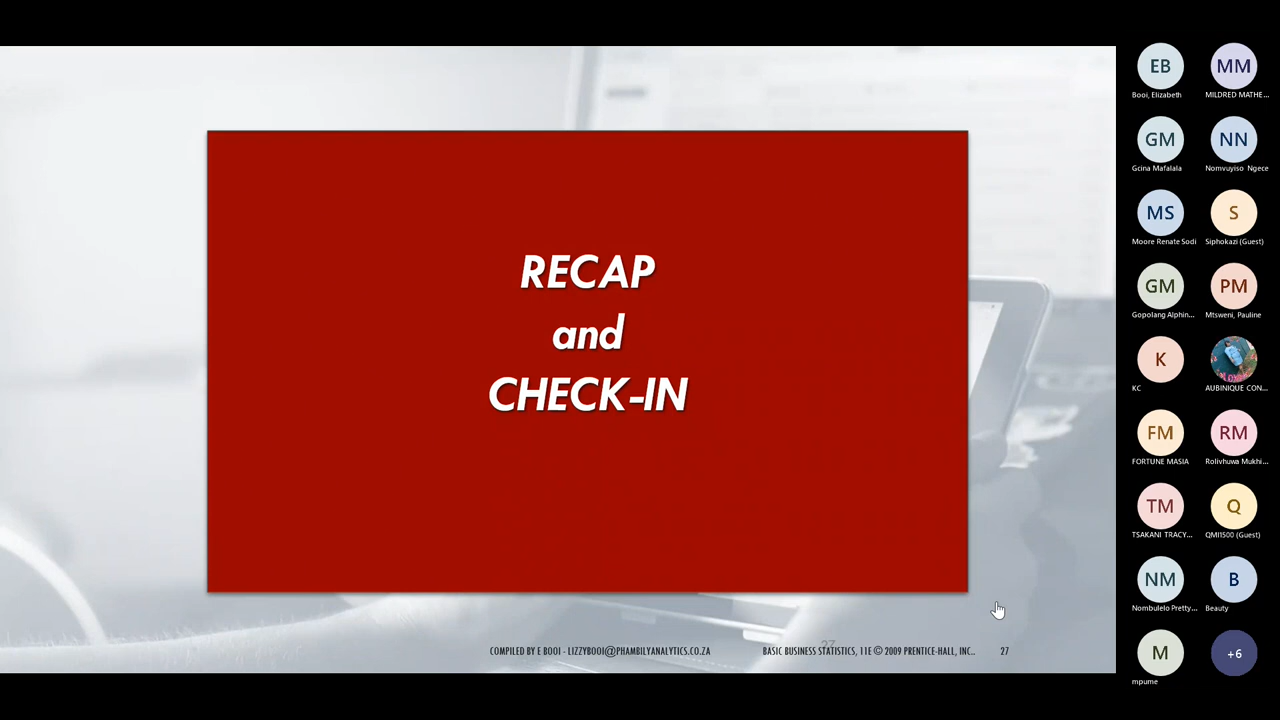 RECAP
and
CHECK-IN
COMPILED BY E BOOI - LIZZYBOOI@PHAMBILYANALYTICS.CO.ZA
BASIC BUSINESS STATISTICS, 11E © 2009 PRENTICE-HALL, INC..
27
27
EB
Booi, Elizabeth
MM
MILDRED MATHE...
GM
Gcina Mafalala
NN
Nomvuyiso Ngece
MS
Moore Renate Sodi
S
Siphokazi (Guest)
GM
Gopolang Alphin...
PM
Mtsweni, Pauline
K
KC
AUBINIQUE CON...
FM
FORTUNE MASIA
RM
Rolivhuwa Mukhi...
TM
TSAKANI TRACY...
Q
QMI1500 (Guest)
NM
Nombulelo Pretty...
B
Beauty
M
mpume
+6